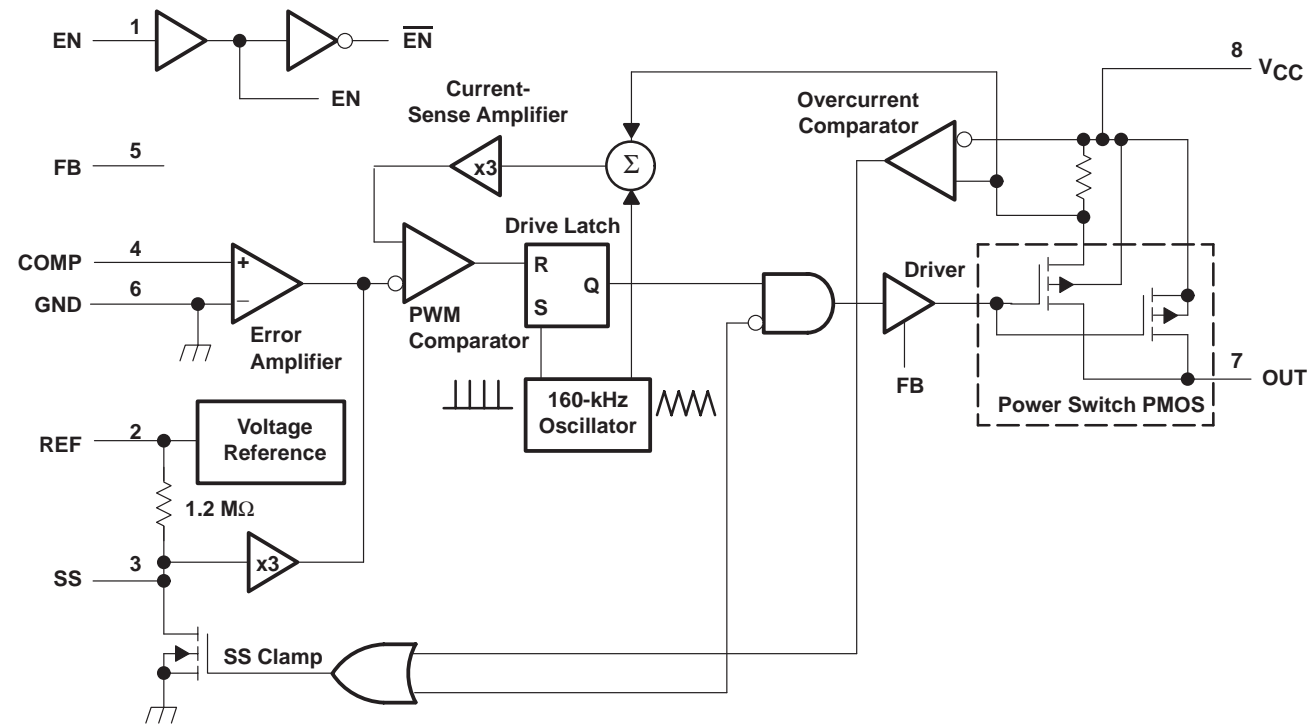 EN
1
EN
EN
FB
5
Current-
Sense Amplifier
x3
Σ
Overcurrent
Comparator
8
VCC
COMP
4
GND
6
+
–
Error
Amplifier
PWM
Comparator
Drive Latch
R
S
Q
Driver
FB
160-kHz
Oscillator
Power Switch PMOS
7
OUT
REF
2
Voltage
Reference
1.2 MΩ
SS
3
x3
SS Clamp